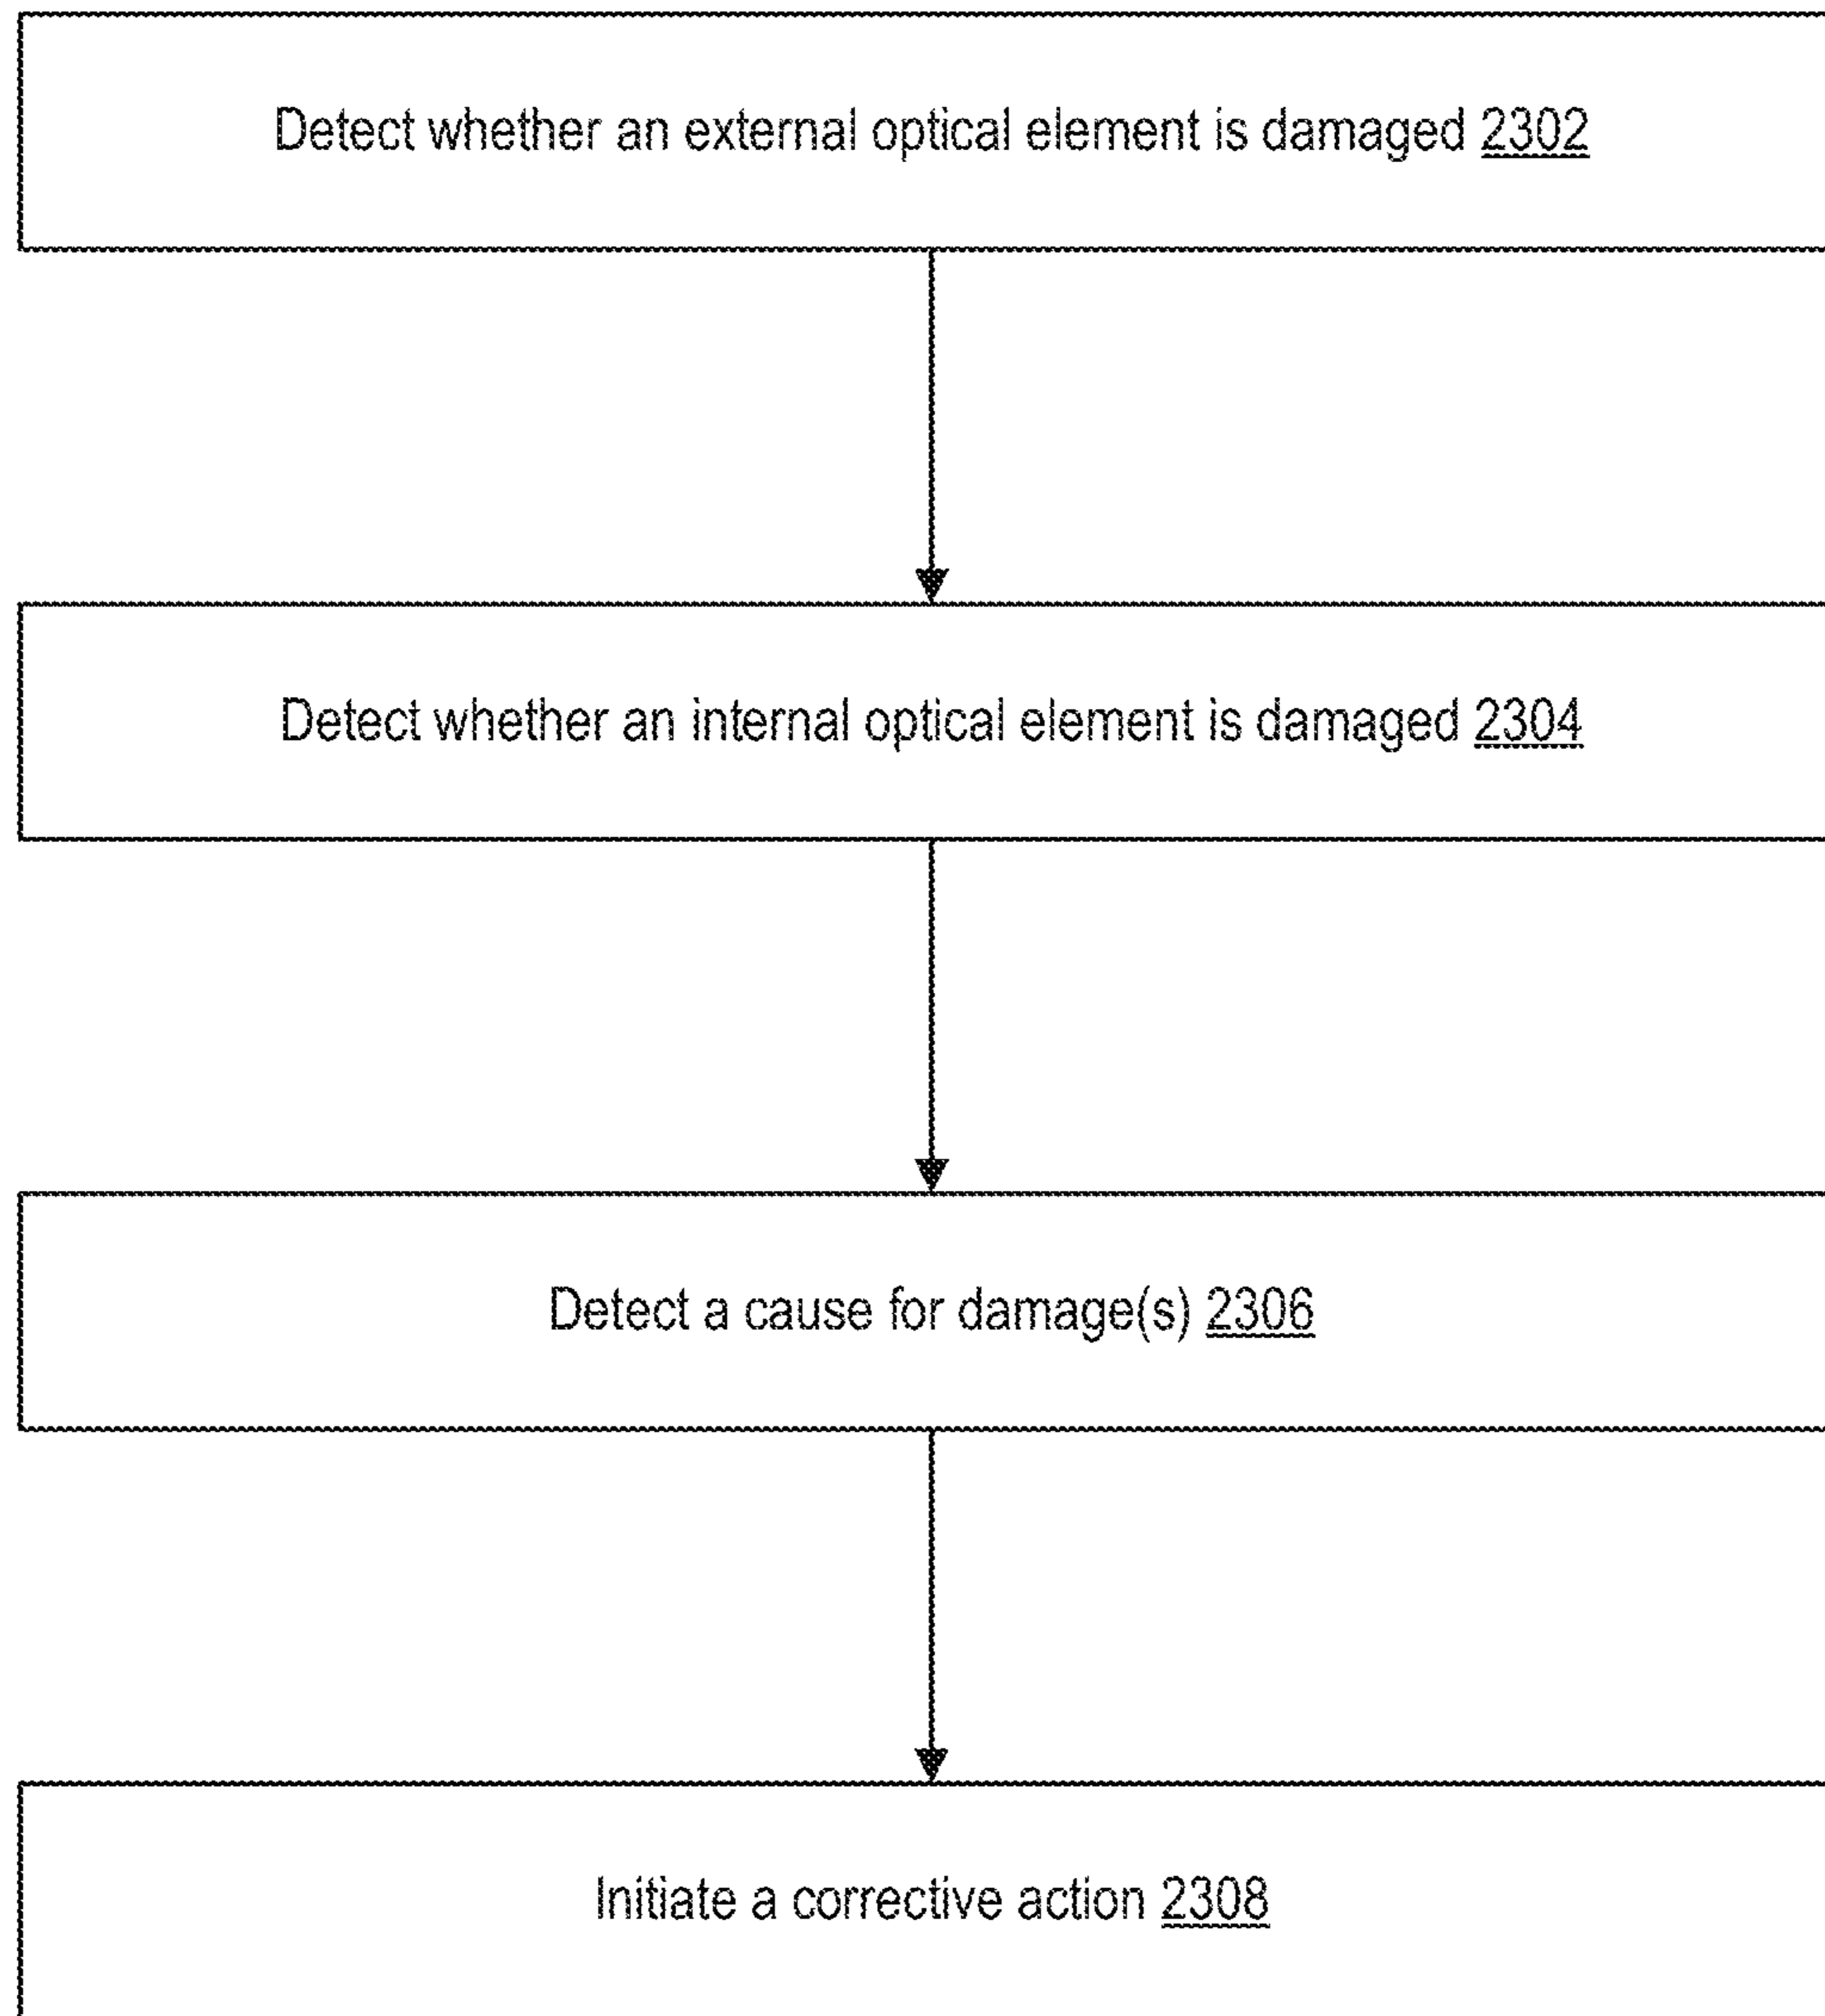 Detect whether an external optical element is damaged 2302
Detect whether an internal optical element is damaged 2304
Detect a cause for damage(s) 2306
Initiate a corrective action 2308